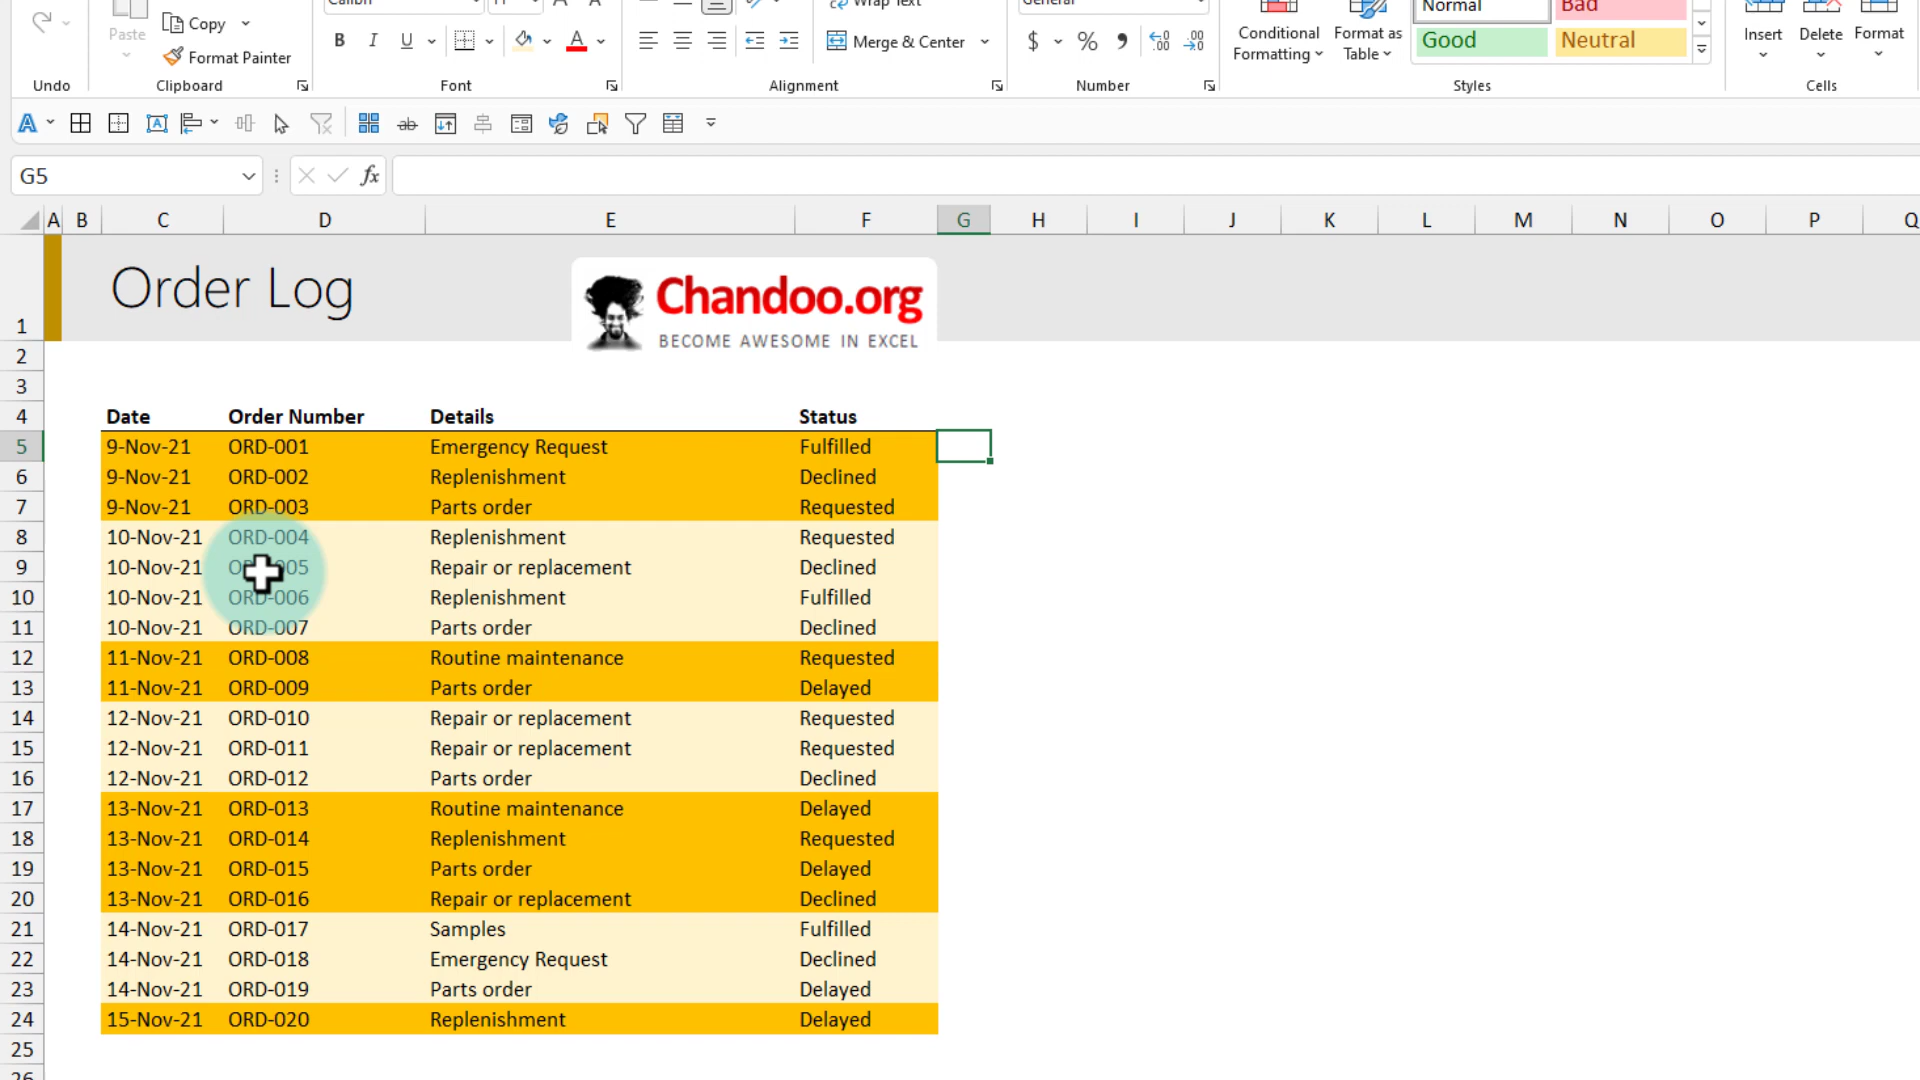 Calibri 11 A A Wrap Text General Normal Bad
Paste Copy
Format Painter
B I U A Merge & Center $ % Conditional Formatting Format as Table Good Neutral Insert Delete Format
Undo Clipboard Font Alignment Number Styles Cells
A A ab
G5 fx
A B C D E F G H I J K L M N O P Q
1 Order Log Chandoo.org
BECOME AWESOME IN EXCEL
2
3
4 Date Order Number Details Status
5 9-Nov-21 ORD-001 Emergency Request Fulfilled
6 9-Nov-21 ORD-002 Replenishment Declined
7 9-Nov-21 ORD-003 Parts order Requested
8 10-Nov-21 ORD-004 Replenishment Requested
9 10-Nov-21 ORD-005 Repair or replacement Declined
10 10-Nov-21 ORD-006 Replenishment Fulfilled
11 10-Nov-21 ORD-007 Parts order Declined
12 11-Nov-21 ORD-008 Routine maintenance Requested
13 11-Nov-21 ORD-009 Parts order Delayed
14 12-Nov-21 ORD-010 Repair or replacement Requested
15 12-Nov-21 ORD-011 Repair or replacement Requested
16 12-Nov-21 ORD-012 Parts order Declined
17 13-Nov-21 ORD-013 Routine maintenance Delayed
18 13-Nov-21 ORD-014 Replenishment Requested
19 13-Nov-21 ORD-015 Parts order Delayed
20 13-Nov-21 ORD-016 Repair or replacement Declined
21 14-Nov-21 ORD-017 Samples Fulfilled
22 14-Nov-21 ORD-018 Emergency Request Declined
23 14-Nov-21 ORD-019 Parts order Delayed
24 15-Nov-21 ORD-020 Replenishment Delayed
25
26